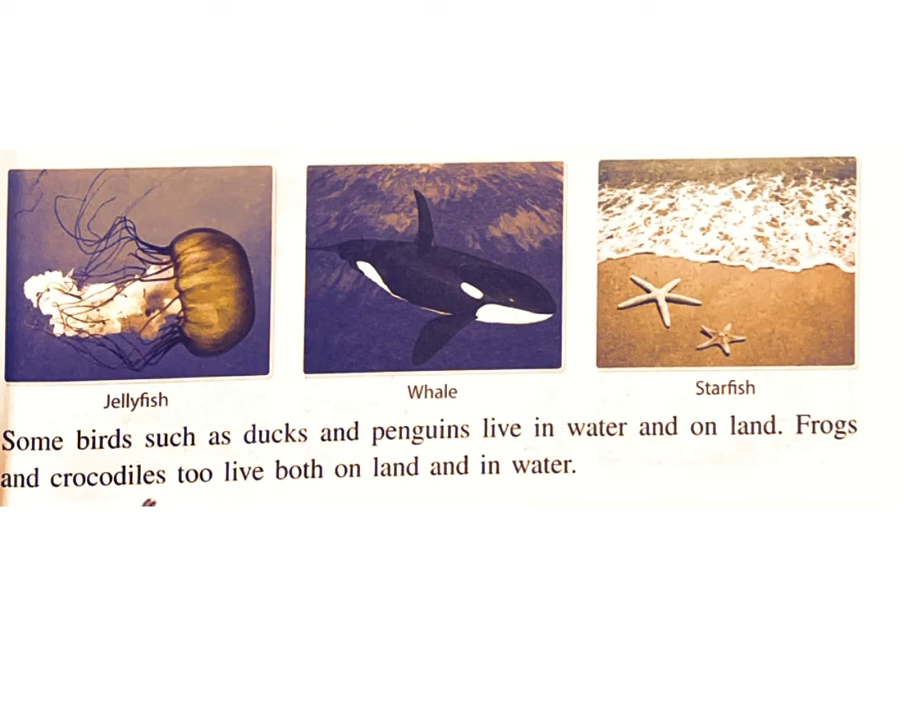 Jellyfish
Whale
Starfish
Some birds such as ducks and penguins live in water and on land. Frogs
and crocodiles too live both on land and in water.